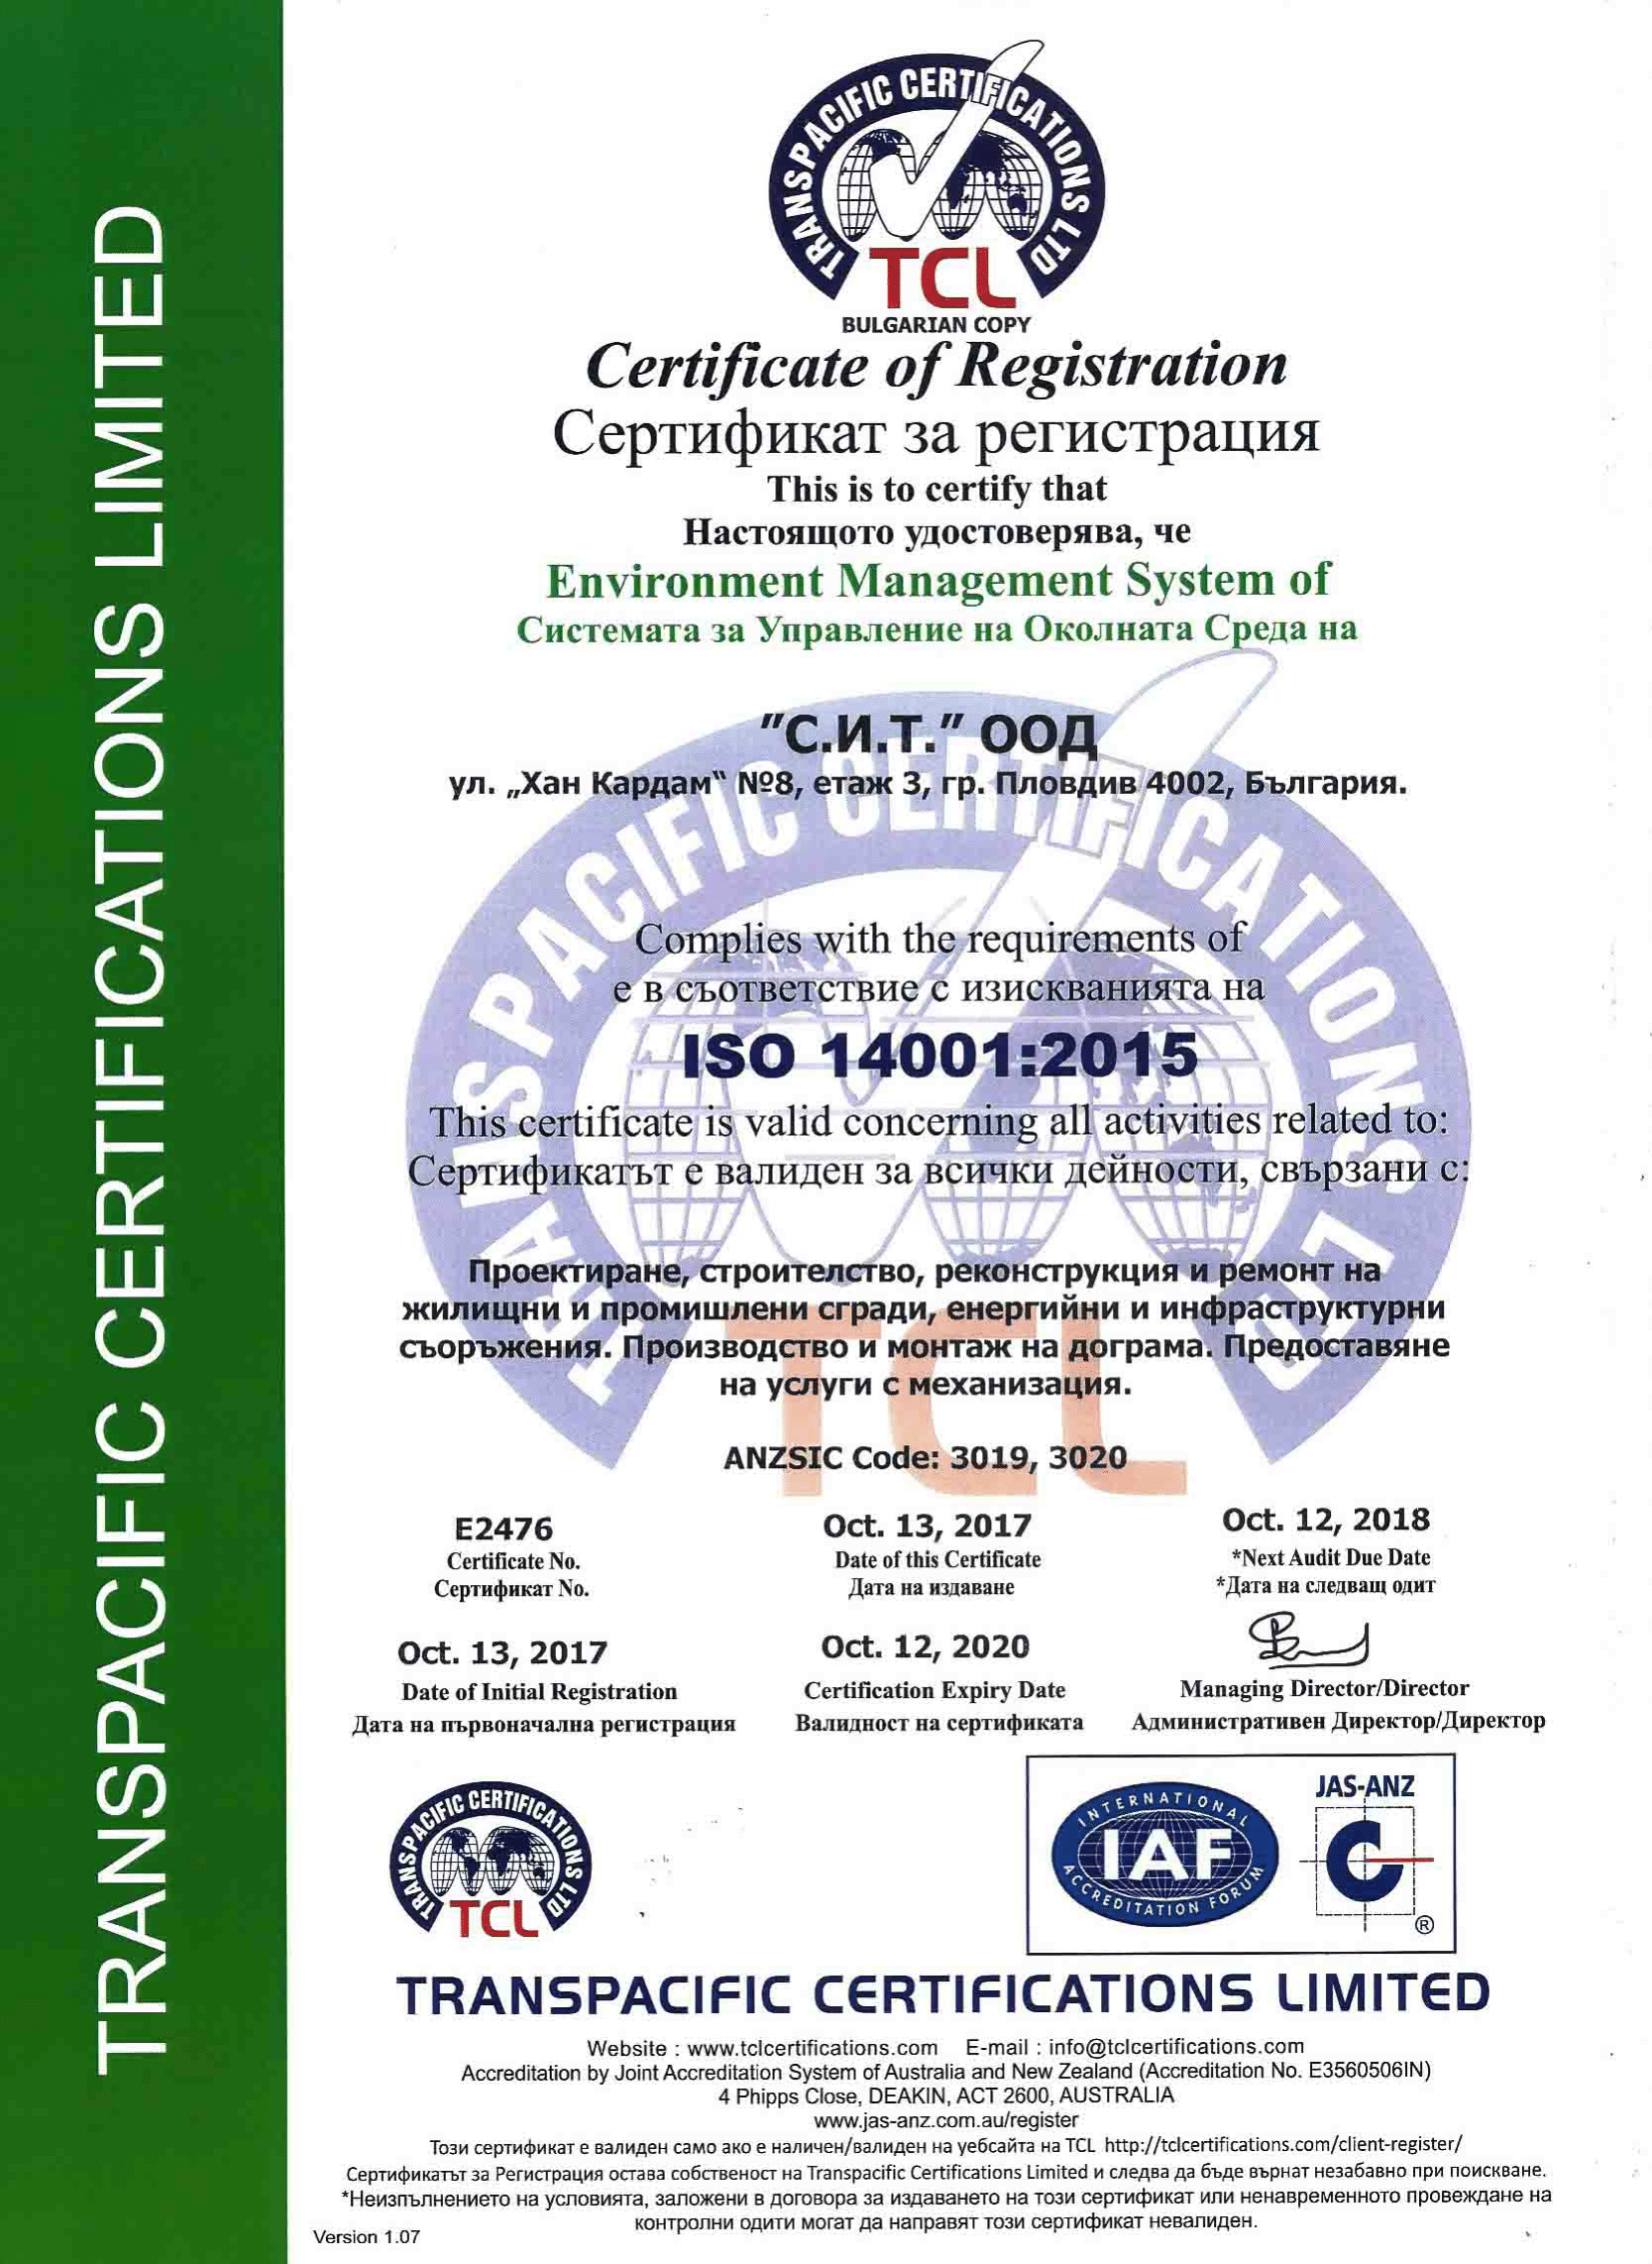 TRANSPACIFIC CERTIFICATIONS LIMITED
TRANSPACIFIC CERTIFICATIONS LTD
TCL
BULGARIAN COPY
Certificate of Registration
Сертификат за регистрация
This is to certify that
Настоящото удостоверява, че
Environment Management System of
Системата за Управление на Околната Среда на
"С.И.Т." ООД
ул. „Хан Кардам“ №8, етаж 3, гр. Пловдив 4002, България.
TRANSPACIFIC CERTIFICATIONS LTD
Complies with the requirements of
е в съответствие с изискванията на
ISO 14001:2015
This certificate is valid concerning all activities related to:
Сертификатът е валиден за всички дейности, свързани с:
Проектиране, строителство, реконструкция и ремонт на
жилищни и промишлени сгради, енергийни и инфраструктурни
съоръжения. Производство и монтаж на дограма. Предоставяне
на услуги с механизация.
TCL
ANZSIC Code: 3019, 3020
E2476
Certificate No.
Сертификат No.
Oct. 13, 2017
Date of this Certificate
Дата на издаване
Oct. 12, 2018
*Next Audit Due Date
*Дата на следващ одит
Oct. 13, 2017
Date of Initial Registration
Дата на първоначална регистрация
Oct. 12, 2020
Certification Expiry Date
Валидност на сертификата
Managing Director/Director
Административен Директор/Директор
TRANSPACIFIC CERTIFICATIONS LTD
TCL
INTERNATIONAL
IAF
ACCREDITATION FORUM
JAS-ANZ
®
TRANSPACIFIC CERTIFICATIONS LIMITED
Website : www.tclcertifications.com E-mail : info@tclcertifications.com
Accreditation by Joint Accreditation System of Australia and New Zealand (Accreditation No. E3560506IN)
4 Phipps Close, DEAKIN, ACT 2600, AUSTRALIA
www.jas-anz.com.au/register
Този сертификат е валиден само ако е наличен/валиден на уебсайта на TCL http://tclcertifications.com/client-register/
Сертификатът за Регистрация остава собственост на Transpacific Certifications Limited и следва да бъде върнат незабавно при поискване.
*Неизпълнението на условията, заложени в договора за издаването на този сертификат или ненавременното провеждане на
контролни одити могат да направят този сертификат невалиден.
Version 1.07